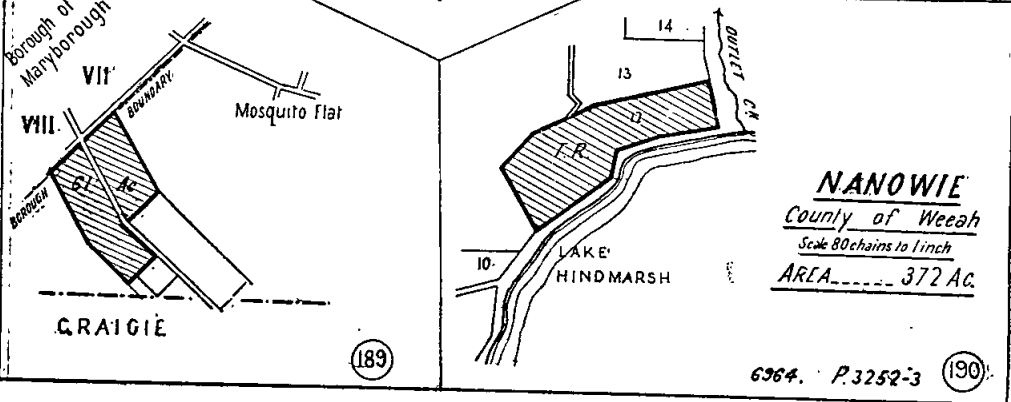 Borough of
Maryborough
VII
BOUNDARY
Mosquito Flat
VIII
61 Ac
BOROUGH
CRAIGIE
189
14
OUTLET CK
13
T.R.
LAKE
HINDMARSH
10
NANOWIE
County of Weeah
Scale 80 chains to 1 inch
AREA...... 372 Ac.
6964. P.3252-3
190